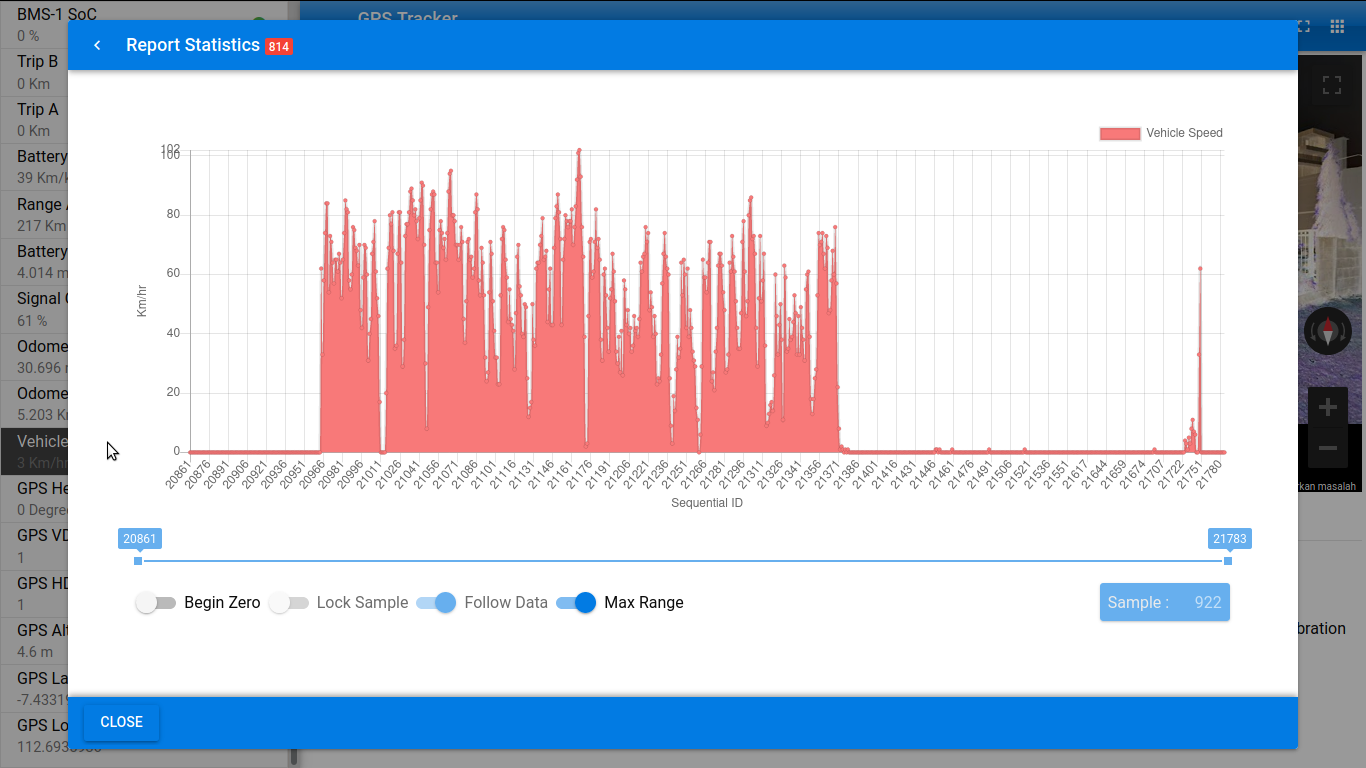 BMS-1 SoC
0 %
Trip B
0 Km
Trip A
0 Km
Battery
39 Km/k
Range
217 Km
Battery
4.014 m
Signal
61 %
Odome
30.696
Odome
5.203 K
Vehicle
3 Km/h
GPS He
0 Degre
GPS VD
1
GPS HD
1
GPS Alt
4.6 m
GPS La
-7.4331
GPS Lo
112.693
GPS Tracker
Report Statistics 814
Vehicle Speed
102
100
80
60
40
20
0
Km/hr
20861 20876 20891 20906 20921 20936 20951 20966 20981 20996 21011 21026 21041 21056 21071 21086 21101 21116 21131 21146 21161 21176 21191 21206 21221 21236 21251 21266 21281 21296 21311 21326 21341 21356 21371 21386 21401 21416 21431 21446 21461 21476 21491 21506 21521 21536 21551 21617 21644 21659 21674 21707 21722 21751 21780
Sequential ID
20861 21783
Begin Zero Lock Sample Follow Data Max Range
Sample : 922
CLOSE
rkan masalah
bration